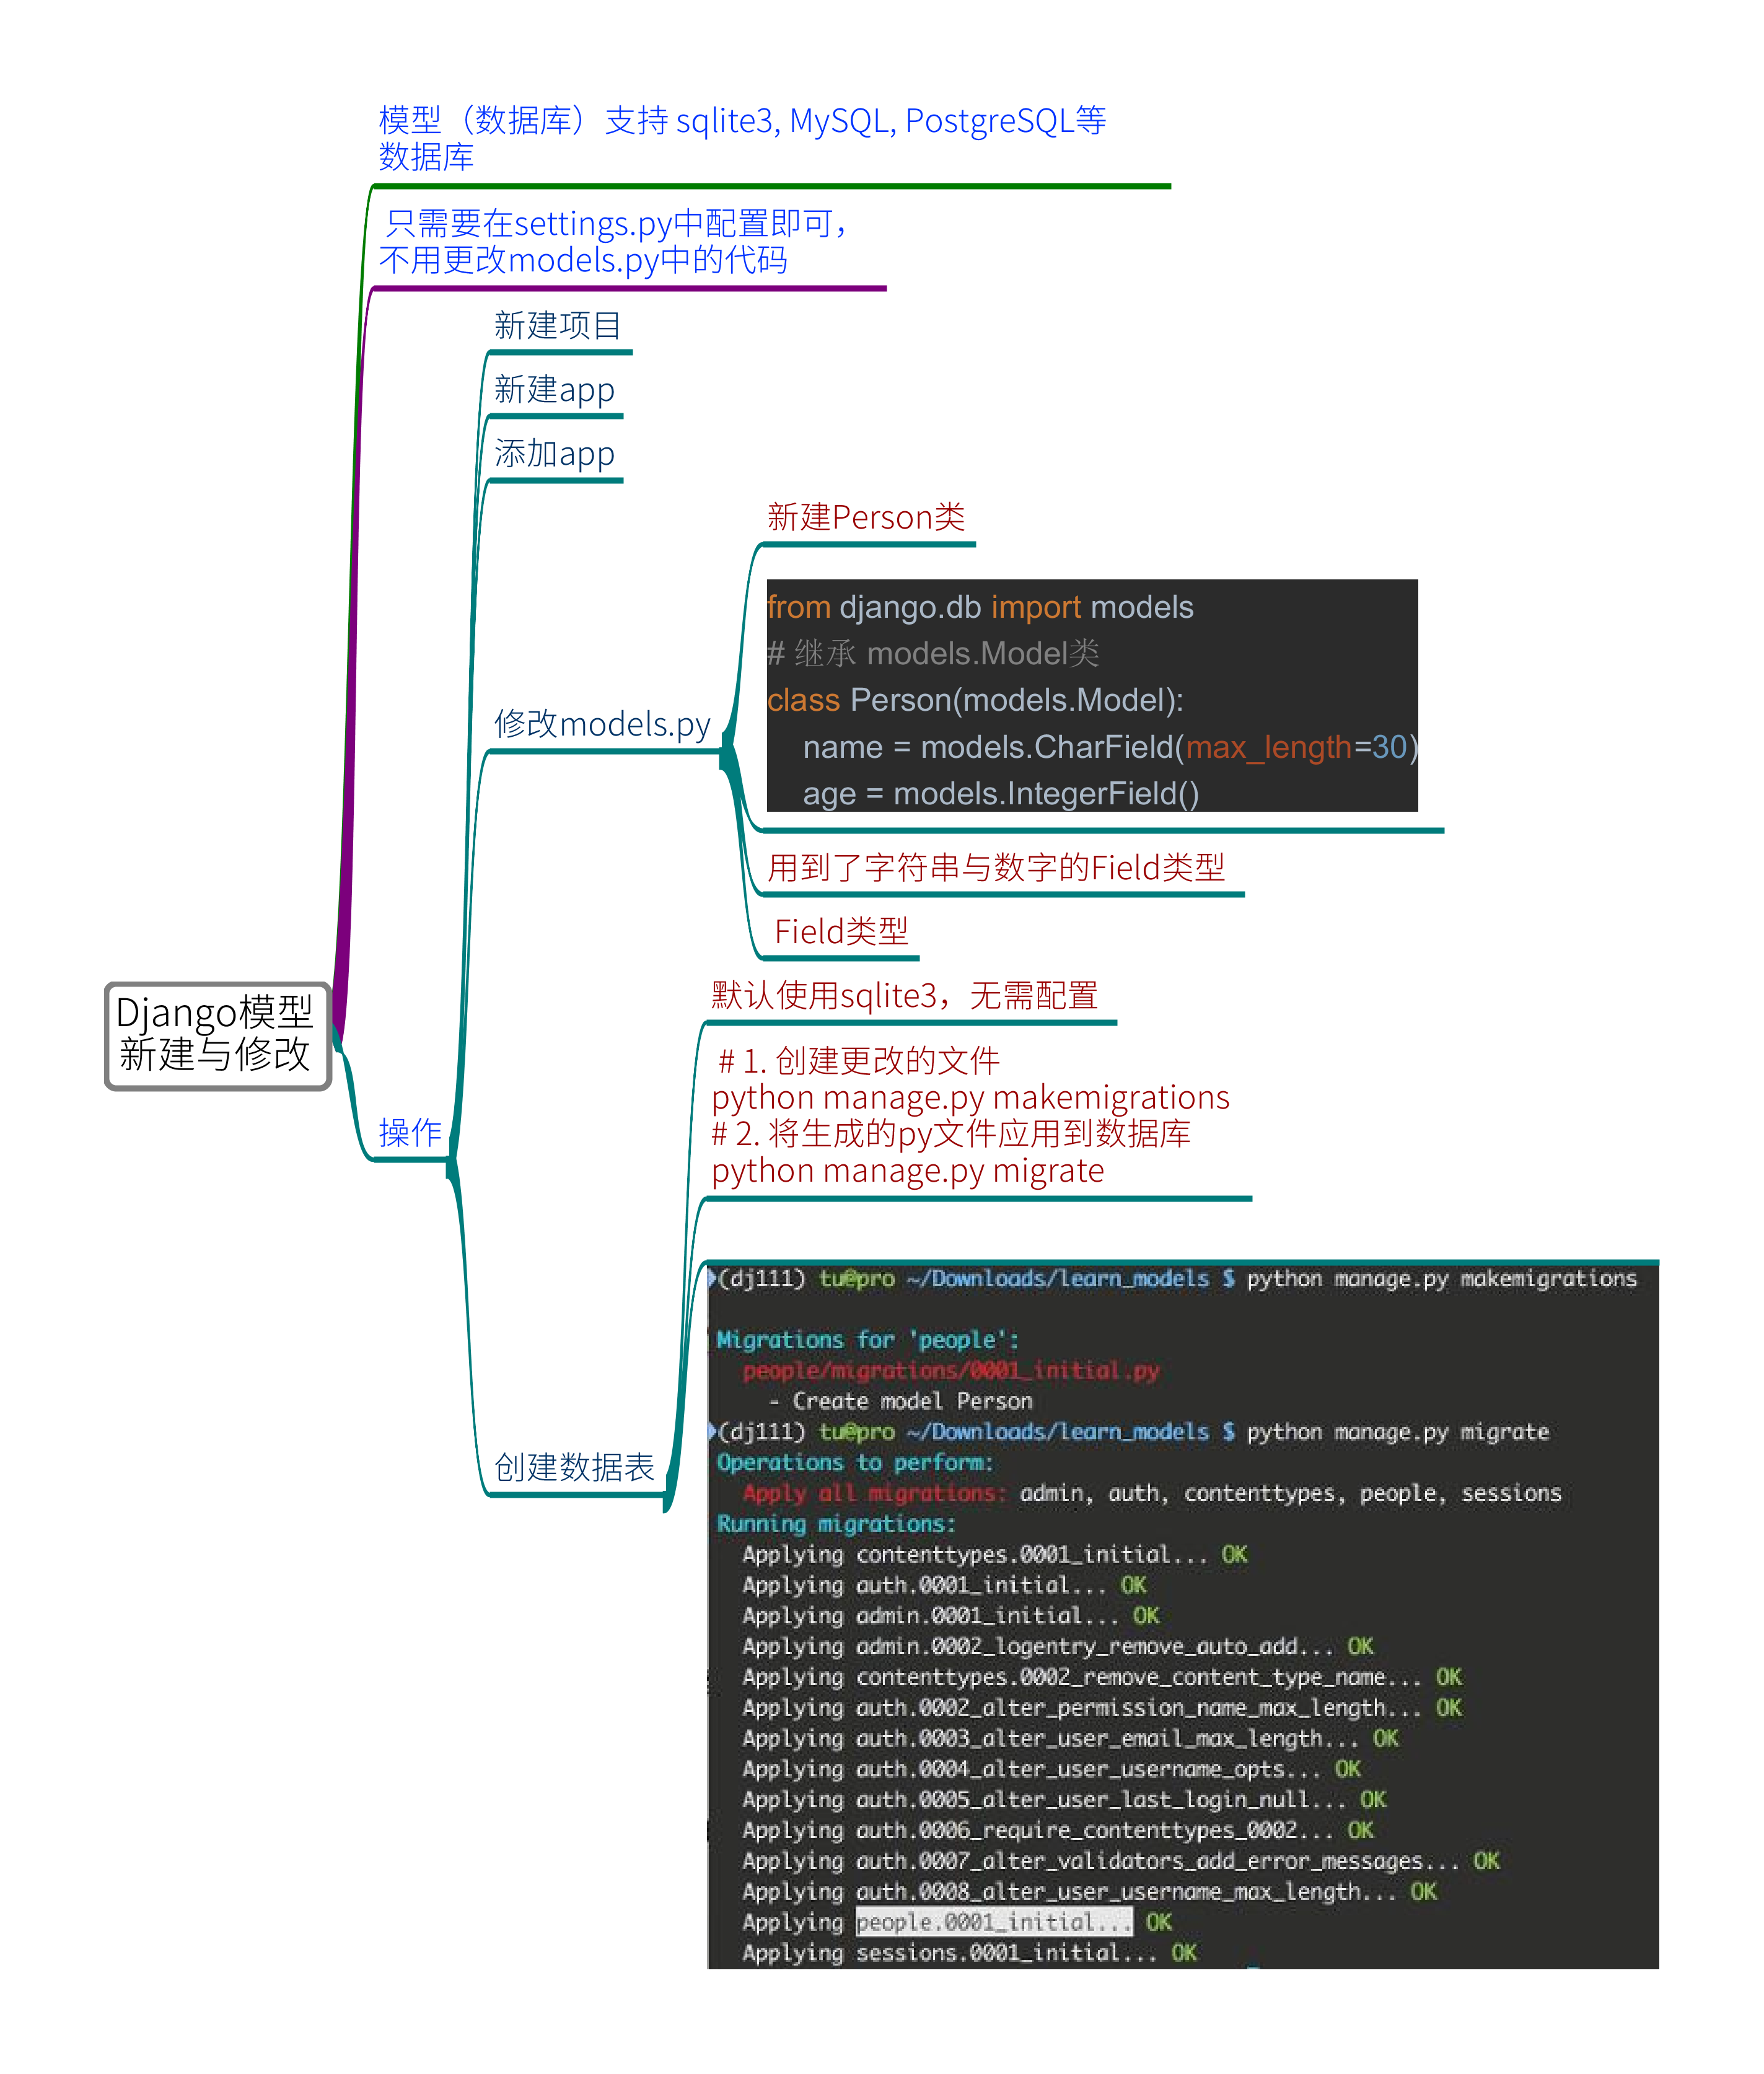 模型（数据库）支持 sqlite3, MySQL, PostgreSQL等
数据库
只需要在settings.py中配置即可，
不用更改models.py中的代码
新建项目
新建app
添加app
新建Person类
from django.db import models
# 继承 models.Model类
class Person(models.Model):
    name = models.CharField(max_length=30)
    age = models.IntegerField()
修改models.py
用到了字符串与数字的Field类型
Field类型
Django模型
新建与修改
操作
默认使用sqlite3，无需配置
# 1. 创建更改的文件
python manage.py makemigrations
# 2. 将生成的py文件应用到数据库
python manage.py migrate
创建数据表
(dj111) tu@pro ~/Downloads/learn_models $ python manage.py makemigrations
Migrations for 'people':
  people/migrations/0001_initial.py
    - Create model Person
(dj111) tu@pro ~/Downloads/learn_models $ python manage.py migrate
Operations to perform:
  Apply all migrations: admin, auth, contenttypes, people, sessions
Running migrations:
  Applying contenttypes.0001_initial... OK
  Applying auth.0001_initial... OK
  Applying admin.0001_initial... OK
  Applying admin.0002_logentry_remove_auto_add... OK
  Applying contenttypes.0002_remove_content_type_name... OK
  Applying auth.0002_alter_permission_name_max_length... OK
  Applying auth.0003_alter_user_email_max_length... OK
  Applying auth.0004_alter_user_username_opts... OK
  Applying auth.0005_alter_user_last_login_null... OK
  Applying auth.0006_require_contenttypes_0002... OK
  Applying auth.0007_alter_validators_add_error_messages... OK
  Applying auth.0008_alter_user_username_max_length... OK
  Applying people.0001_initial... OK
  Applying sessions.0001_initial... OK